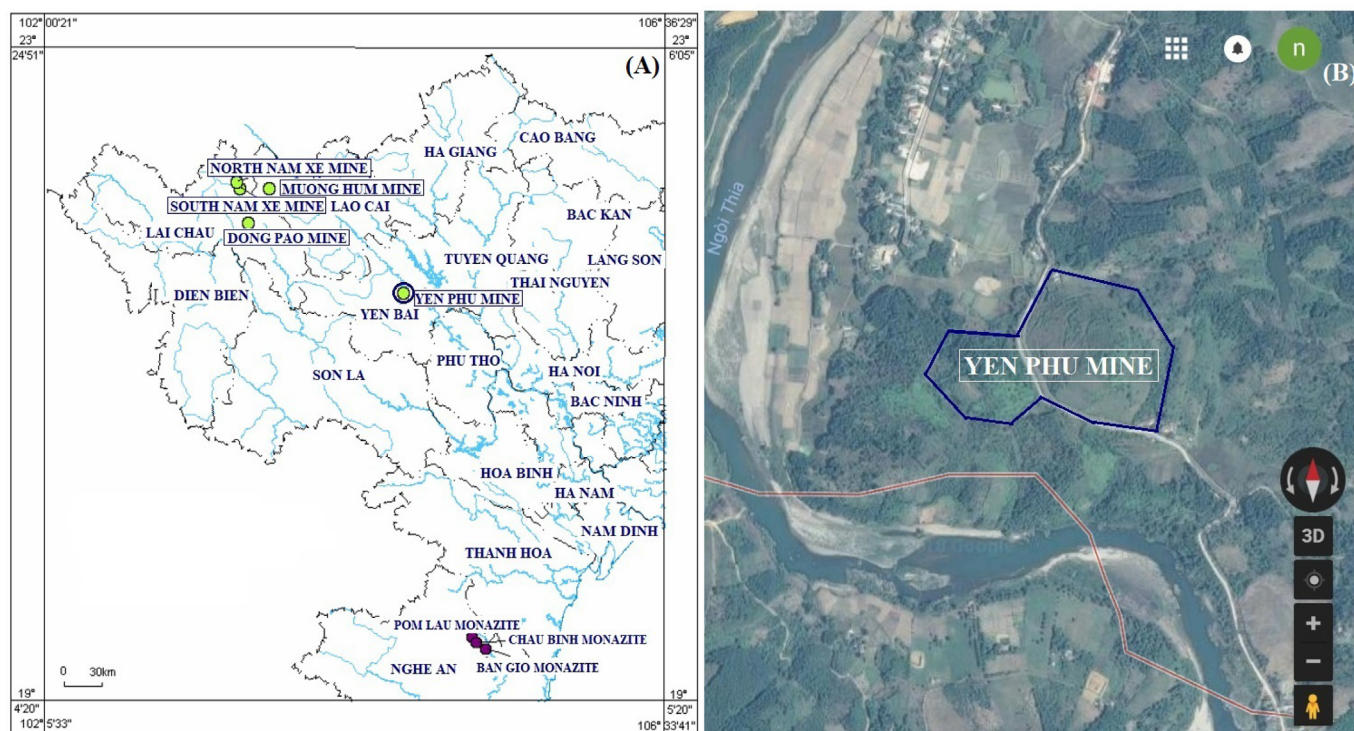 102°00'21"
106°36'29"
23°
24'51"
23°
6'05"
(A)
CAO BANG
HA GIANG
NORTH NAM XE MINE
MUONG HUM MINE
SOUTH NAM XE MINE
LAO CAI
BAC KAN
LAI CHAU
DONG PAO MINE
TUYEN QUANG
LANG SON
THAI NGUYEN
DIEN BIEN
YEN PHU MINE
YEN BAI
PHU THO
SON LA
HA NOI
BAC NINH
HOA BINH
HA NAM
NAM DINH
THANH HOA
POM LAU MONAZITE
CHAU BINH MONAZITE
BAN GIO MONAZITE
NGHE AN
0 30km
19°
4'20"
19°
5'20"
102°5'33"
106°33'41"
n
(B)
Ngòi Thia
YEN PHU MINE
3D
+
−